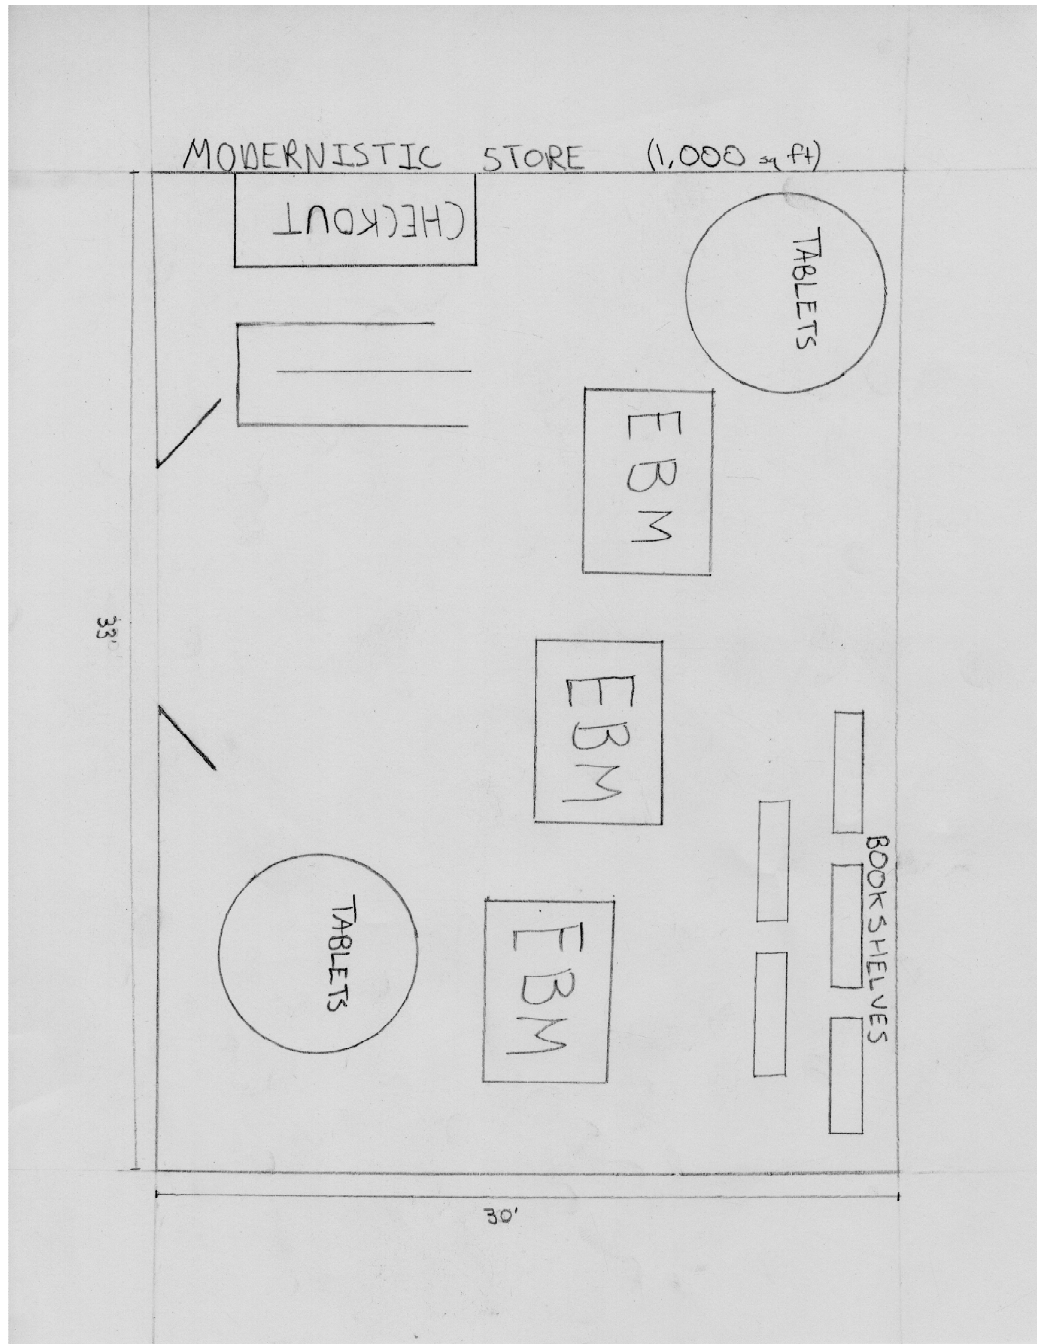 MODERNISTIC STORE (1,000 sq ft)
CHECKOUT
TABLETS
EBM
33'
EBM
BOOKSHELVES
TABLETS
EBM
30'